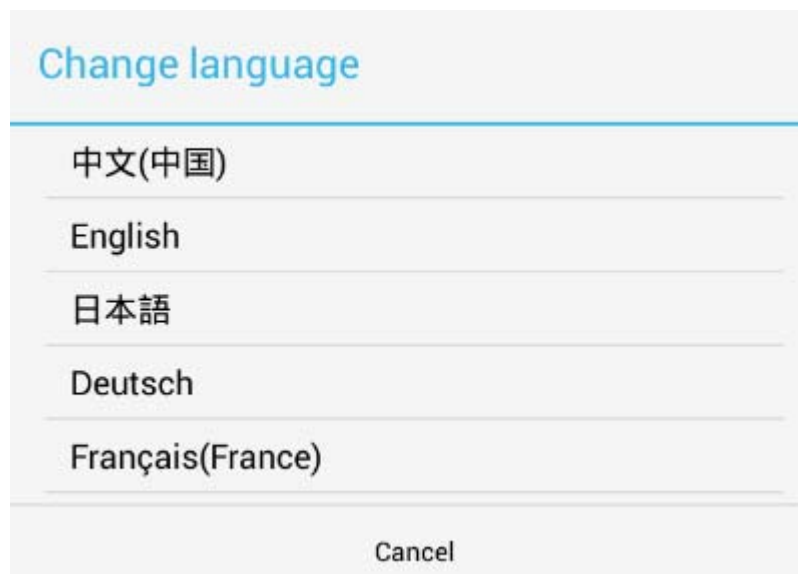 Change language
中文(中国)
English
日本語
Deutsch
Français(France)
Cancel